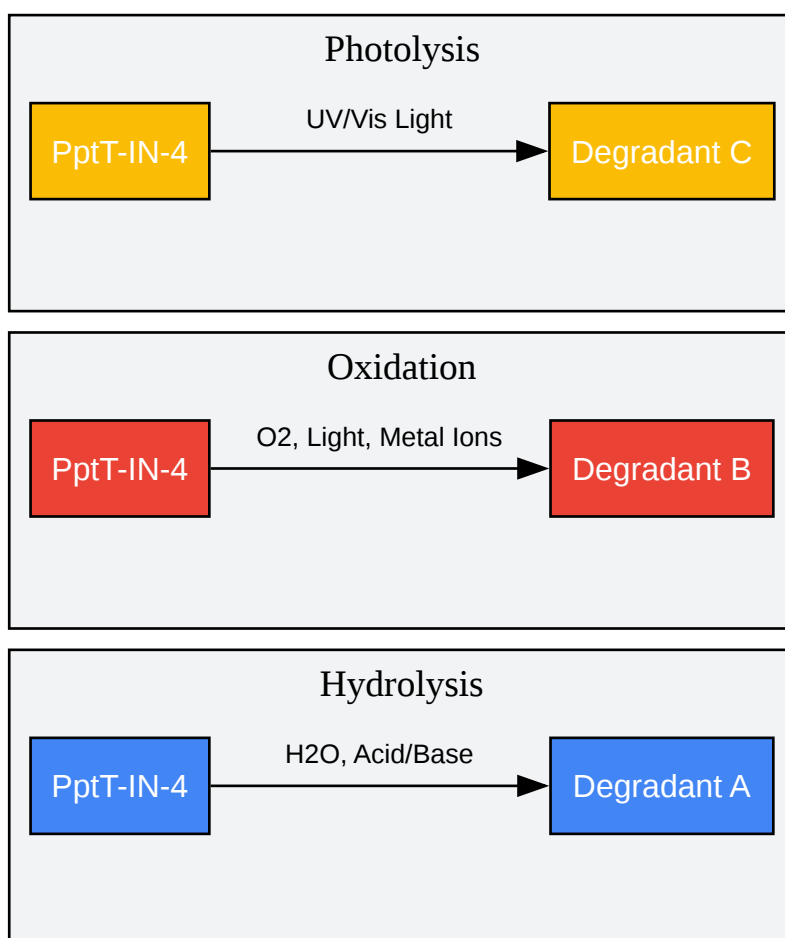 Photolysis
UV/Vis Light
PptT-IN-4
Degradant C
Oxidation
O2, Light, Metal Ions
PptT-IN-4
Degradant B
Hydrolysis
H2O, Acid/Base
PptT-IN-4
Degradant A